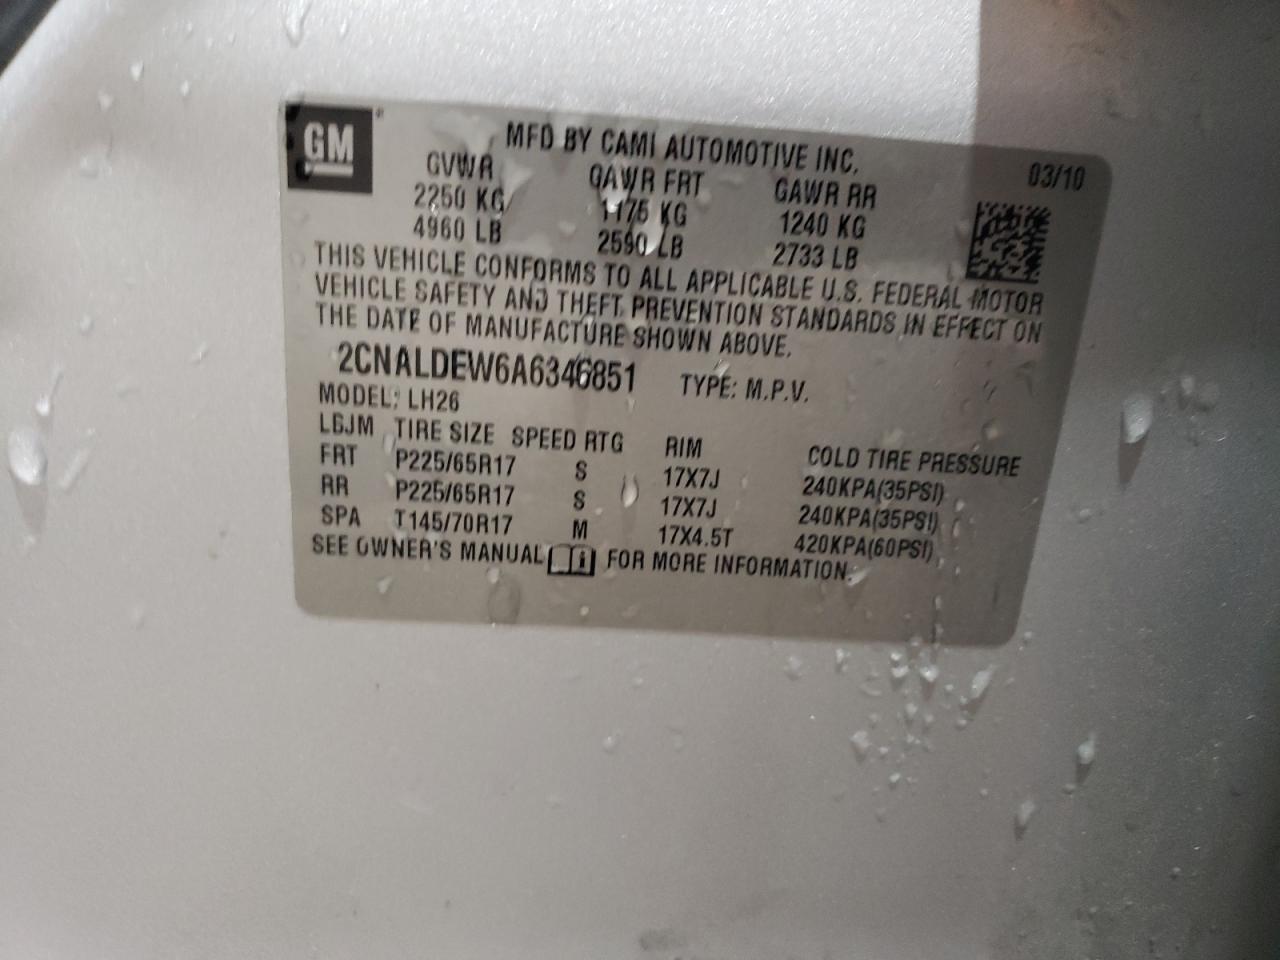 GM
MFD BY CAMI AUTOMOTIVE INC.
03/10
GVWR GAWR FRT GAWR RR
2250 KG 1175 KG 1240 KG
4960 LB 2590 LB 2733 LB
THIS VEHICLE CONFORMS TO ALL APPLICABLE U.S. FEDERAL MOTOR
VEHICLE SAFETY AND THEFT PREVENTION STANDARDS IN EFFECT ON
THE DATE OF MANUFACTURE SHOWN ABOVE.
2CNALDEW6A6346851 TYPE: M.P.V.
MODEL: LH26
LBJM TIRE SIZE SPEED RTG RIM COLD TIRE PRESSURE
FRT P225/65R17 S 17X7J 240KPA(35PSI)
RR P225/65R17 S 17X7J 240KPA(35PSI)
SPA T145/70R17 M 17X4.5T 420KPA(60PSI)
SEE OWNER'S MANUAL FOR MORE INFORMATION.